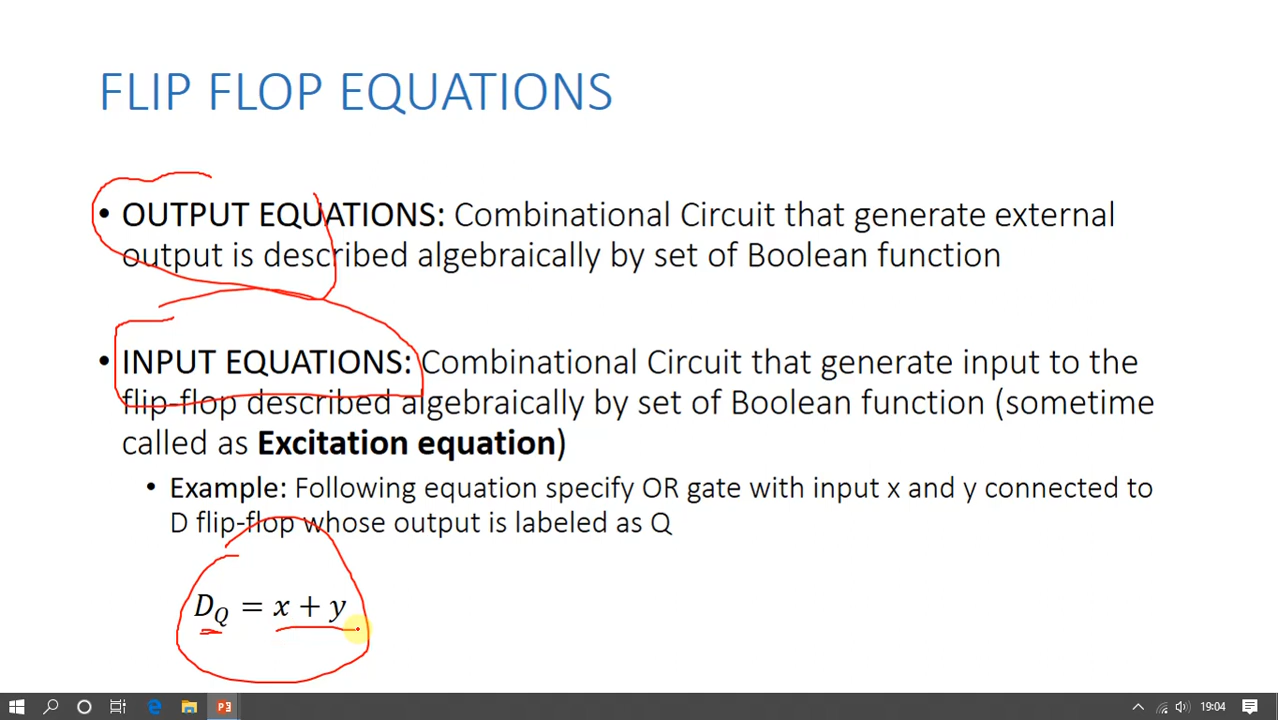 FLIP FLOP EQUATIONS
• OUTPUT EQUATIONS: Combinational Circuit that generate external
output is described algebraically by set of Boolean function
• INPUT EQUATIONS: Combinational Circuit that generate input to the
flip-flop described algebraically by set of Boolean function (sometime
called as Excitation equation)
• Example: Following equation specify OR gate with input x and y connected to
D flip-flop whose output is labeled as Q
D_Q = x + y
19:04